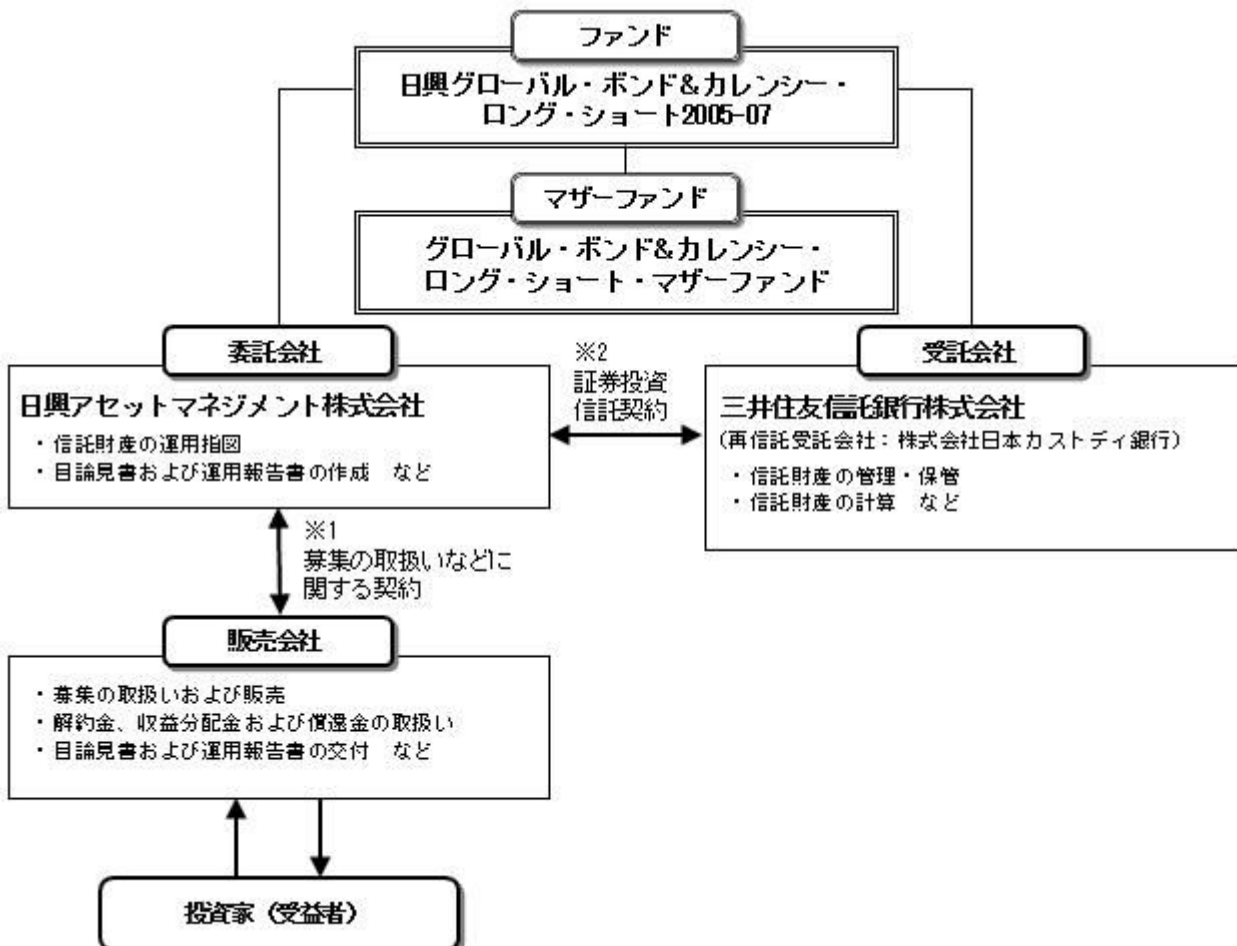 ファンド
日興グローバル・ボンド&カレンシー・
ロング・ショート2005-07
マザーファンド
グローバル・ボンド&カレンシー・
ロング・ショート・マザーファンド
委託会社
日興アセットマネジメント株式会社
・信託財産の運用指図
・目論見書および運用報告書の作成 など
※2
証券投資
信託契約
受託会社
三井住友信託銀行株式会社
(再信託受託会社:株式会社日本カストディ銀行)
・信託財産の管理・保管
・信託財産の計算 など
※1
募集の取扱いなどに
関する契約
販売会社
・募集の取扱いおよび販売
・解約金、収益分配金および償還金の取扱い
・目論見書および運用報告書の交付 など
投資家(受益者)